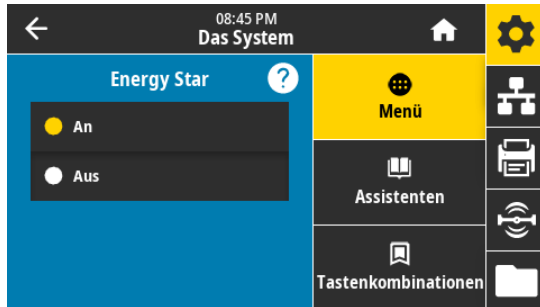 08:45 PM
Das System
Energy Star
?
An
Aus
Menü
Assistenten
Tastenkombinationen